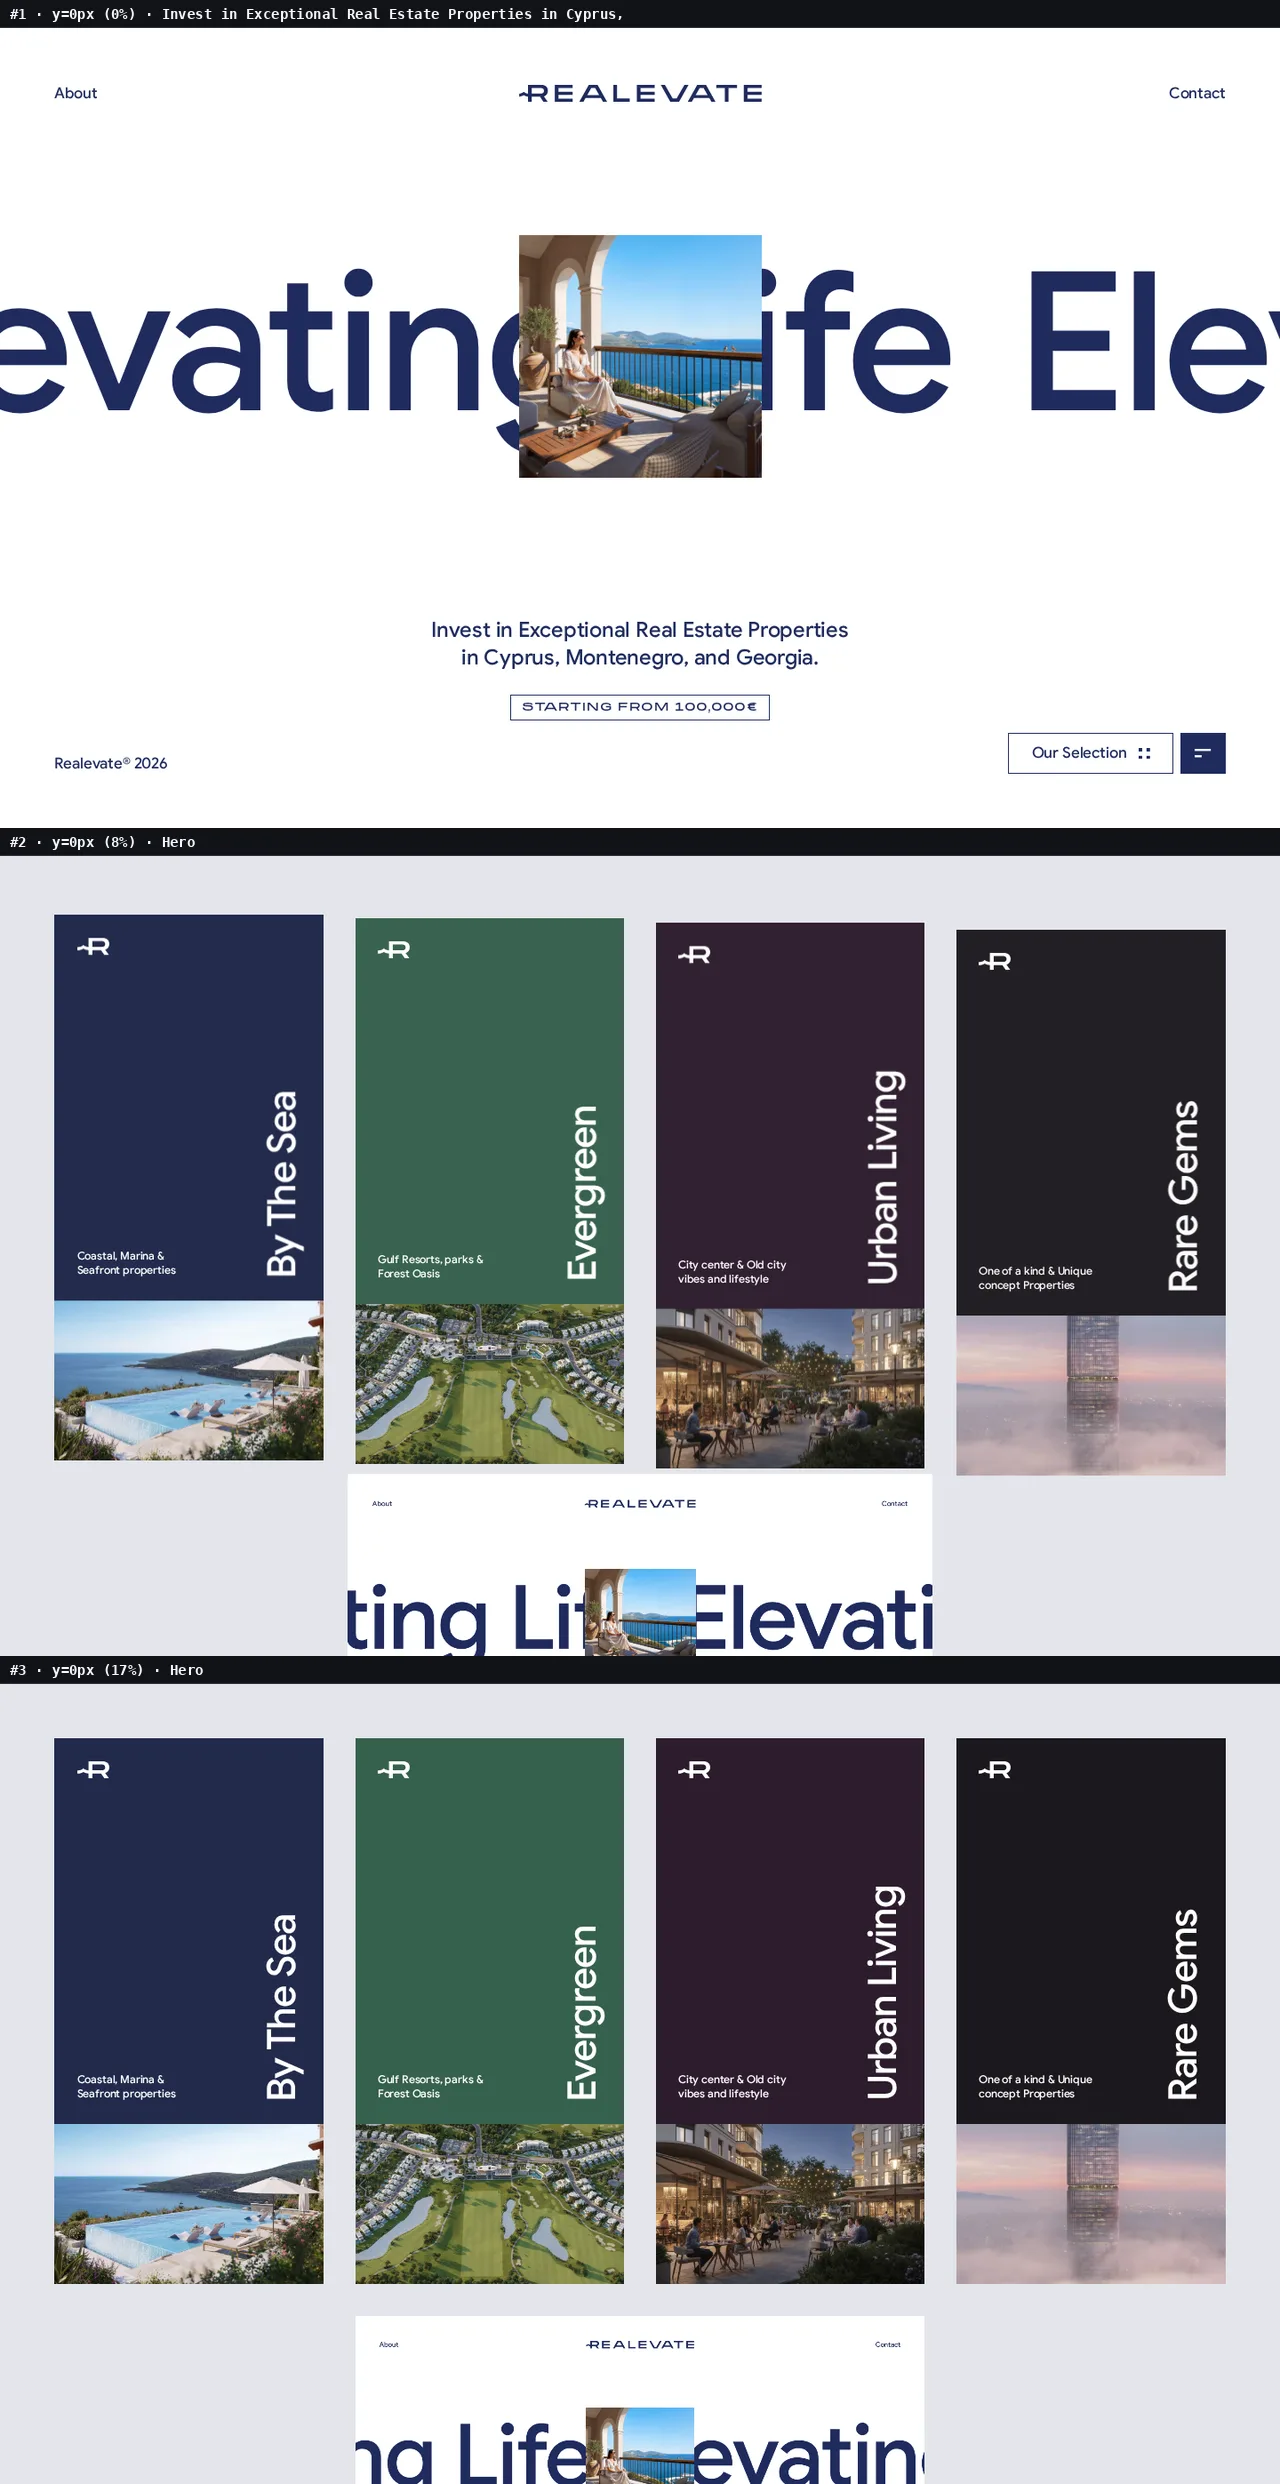 #1 · y=0px (0%) · Invest in Exceptional Real Estate Properties in Cyprus,
About
REALEVATE
Contact
evating
ife Elev
Invest in Exceptional Real Estate Properties
in Cyprus, Montenegro, and Georgia.
STARTING FROM 100,000€
Our Selection
Realevate® 2026
#2 · y=0px (8%) · Hero
R
R
R
R
By The Sea
Evergreen
Urban Living
Rare Gems
Coastal, Marina &
Seafront properties
Gulf Resorts, parks &
Forest Oasis
City center & Old city
vibes and lifestyle
One of a kind & Unique
concept Properties
About
REALEVATE
Contact
ting Lif
Elevati
#3 · y=0px (17%) · Hero
R
R
R
R
By The Sea
Evergreen
Urban Living
Rare Gems
Coastal, Marina &
Seafront properties
Gulf Resorts, parks &
Forest Oasis
City center & Old city
vibes and lifestyle
One of a kind & Unique
concept Properties
About
REALEVATE
Contact
ng Life
levating